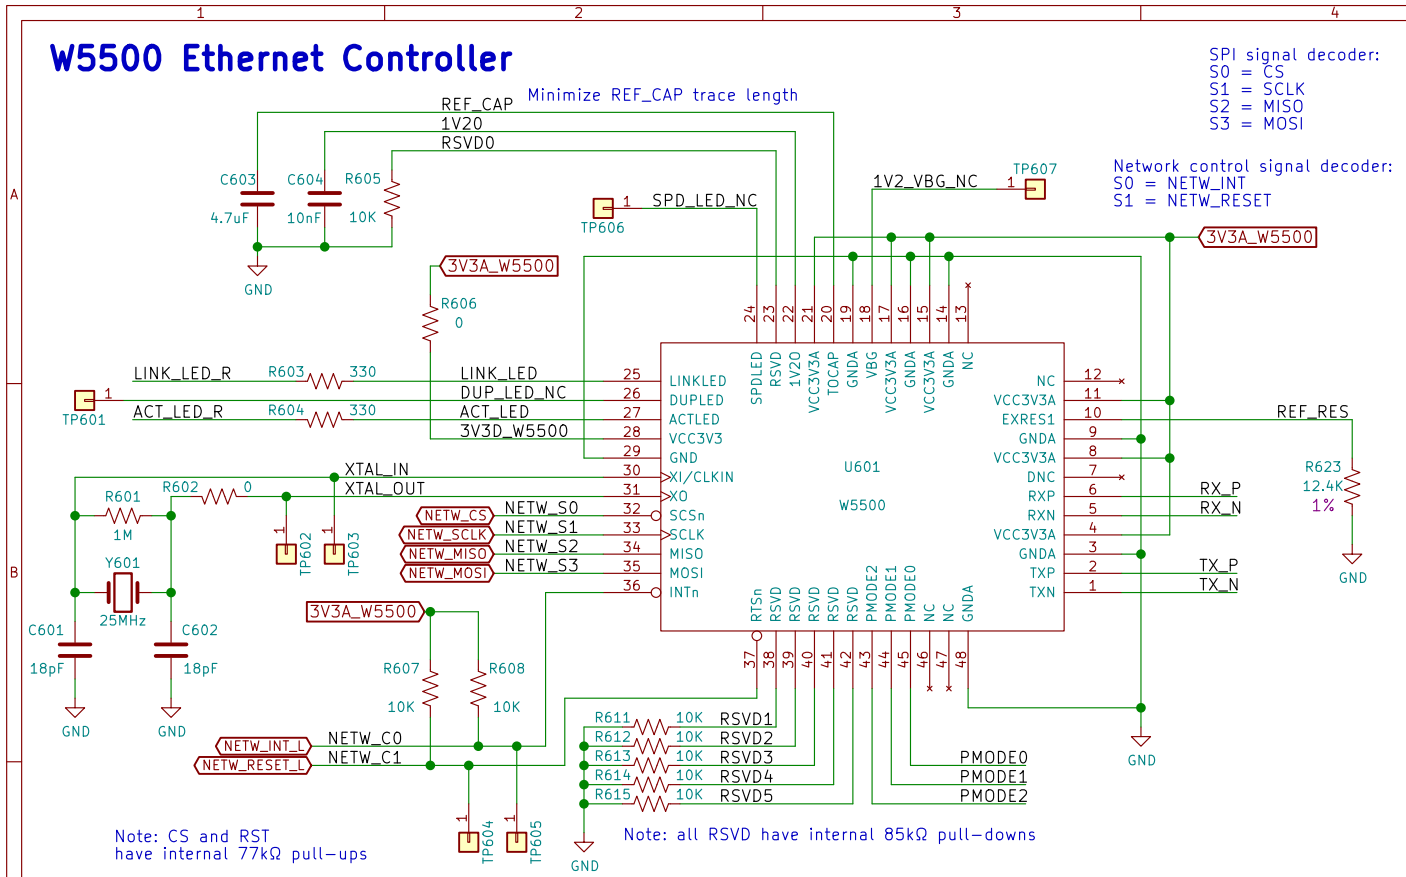 1 2 3 4
W5500 Ethernet Controller
SPI signal decoder:
S0 = CS
S1 = SCLK
S2 = MISO
S3 = MOSI
Minimize REF_CAP trace length
REF_CAP
1V20
RSVD0
Network control signal decoder:
S0 = NETW_INT
S1 = NETW_RESET
A
C603
4.7uF
C604
10nF
R605
10K
GND
TP606
1
SPD_LED_NC
1V2_VBG_NC
1
TP607
3V3A_W5500
3V3A_W5500
R606
0
24 23 22 21 20 19 18 17 16 15 14 13
SPDLED RSVD 1V2O VCC3V3A TOCAP GNDA VBG VCC3V3A GNDA VCC3V3A GNDA NC
LINK_LED_R R603 330 LINK_LED 25 LINKLED
TP601 1 DUP_LED_NC 26 DUPLED
ACT_LED_R R604 330 ACT_LED 27 ACTLED
3V3D_W5500 28 VCC3V3
29 GND
XTAL_IN 30 XI/CLKIN
R602 0 XTAL_OUT 31 XO
NETW_CS NETW_S0 32 SCSn
NETW_SCLK NETW_S1 33 SCLK
NETW_MISO NETW_S2 34 MISO
NETW_MOSI NETW_S3 35 MOSI
36 INTn
U601
W5500
NC 12
VCC3V3A 11
EXRES1 10 REF_RES
GNDA 9
VCC3V3A 8
DNC 7
RXP 6 RX_P
RXN 5 RX_N
VCC3V3A 4
GNDA 3
TXP 2 TX_P
TXN 1 TX_N
R623
12.4K
1%
GND
R601
1M
1
TP602
1
TP603
B
Y601
25MHz
C601
18pF
C602
18pF
GND
GND
3V3A_W5500
R607
10K
R608
10K
RTSn RSVD RSVD RSVD RSVD RSVD PMODE2 PMODE1 PMODE0 NC NC GNDA
37 38 39 40 41 42 43 44 45 46 47 48
R611 10K RSVD1
R612 10K RSVD2
R613 10K RSVD3
R614 10K RSVD4
R615 10K RSVD5
NETW_INT_L NETW_C0
NETW_RESET_L NETW_C1
PMODE0
PMODE1
PMODE2
GND
1
TP604
1
TP605
GND
Note: CS and RST
have internal 77kΩ pull-ups
Note: all RSVD have internal 85kΩ pull-downs